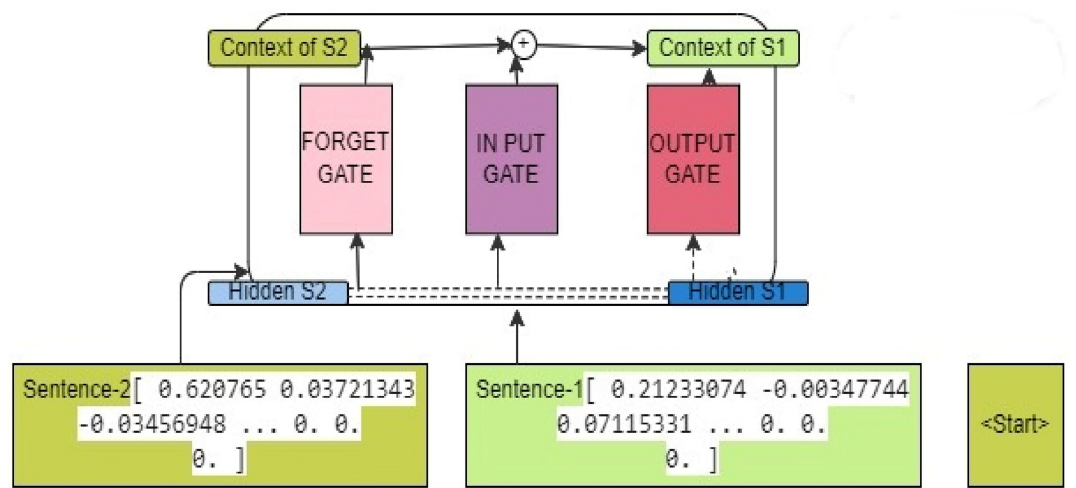 Context of S2
+
Context of S1
FORGET
GATE
IN PUT
GATE
OUTPUT
GATE
Hidden S2
Hidden S1
Sentence-2[ 0.620765 0.03721343
-0.03456948 ... 0. 0.
0. ]
Sentence-1[ 0.21233074 -0.00347744
0.07115331 ... 0. 0.
0. ]
<Start>